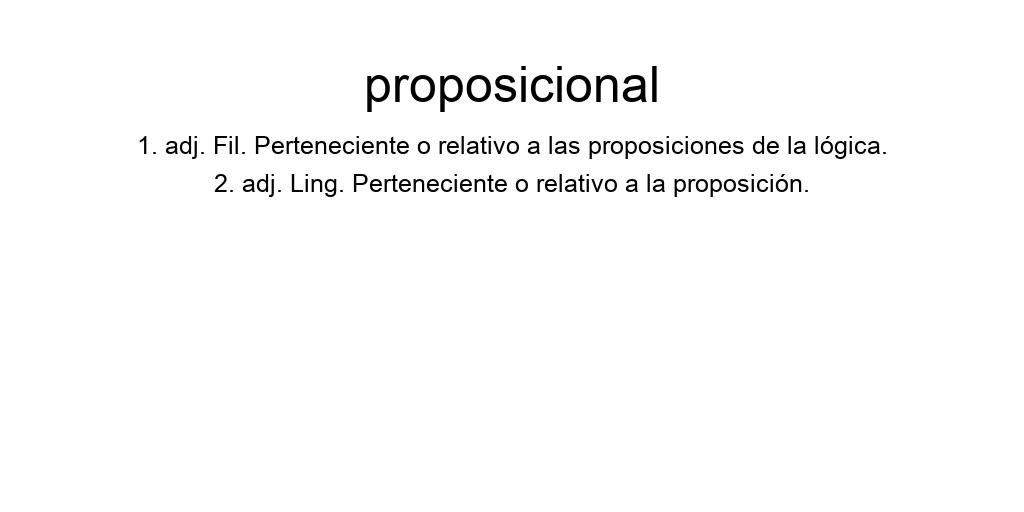 proposicional
1. adj. Fil. Perteneciente o relativo a las proposiciones de la lógica.
2. adj. Ling. Perteneciente o relativo a la proposición.